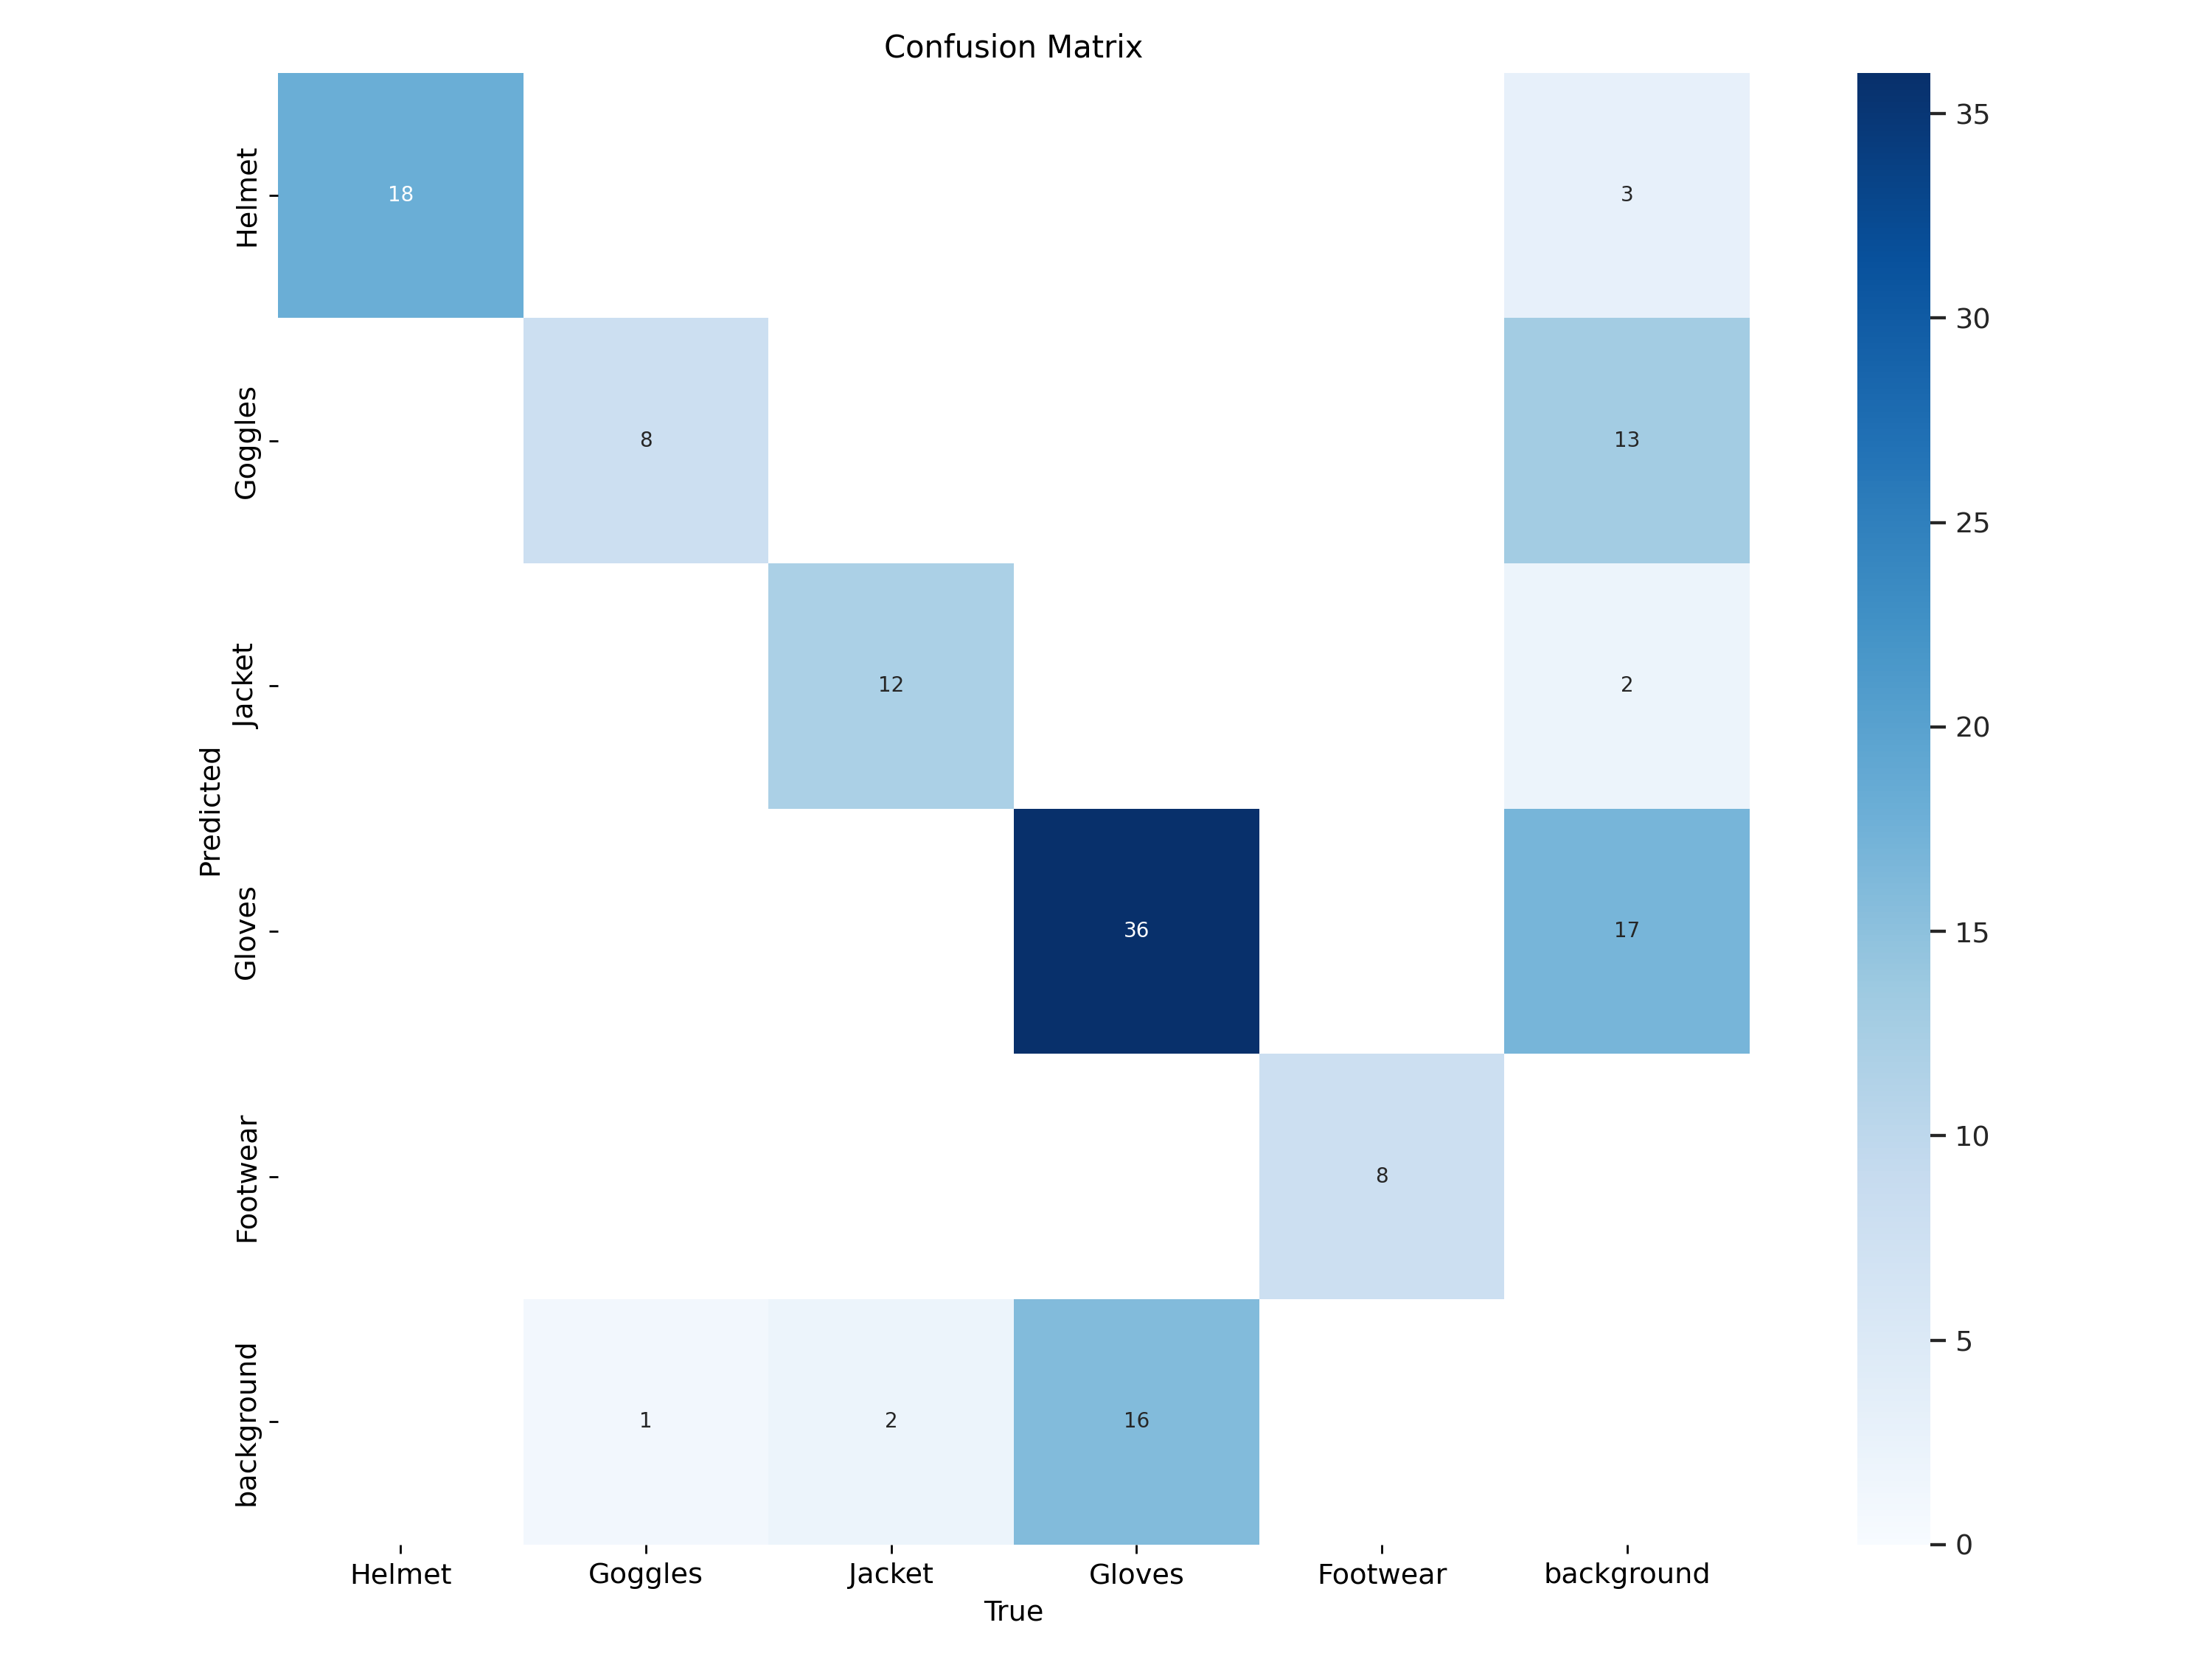 Confusion Matrix
Helmet
18
3
35
30
Goggles
8
13
25
Jacket
12
2
20
Predicted
Gloves
36
17
15
10
Footwear
8
5
background
1
2
16
0
Helmet Goggles Jacket Gloves Footwear background
True